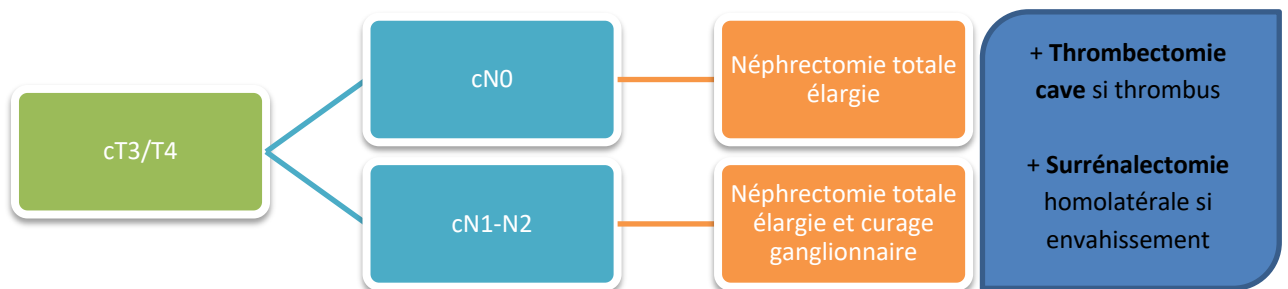 cT3/T4
cN0
Néphrectomie totale
élargie
cN1-N2
Néphrectomie totale
élargie et curage
ganglionnaire
+ Thrombectomie
cave si thrombus
+ Surrénalectomie
homolatérale si
envahissement